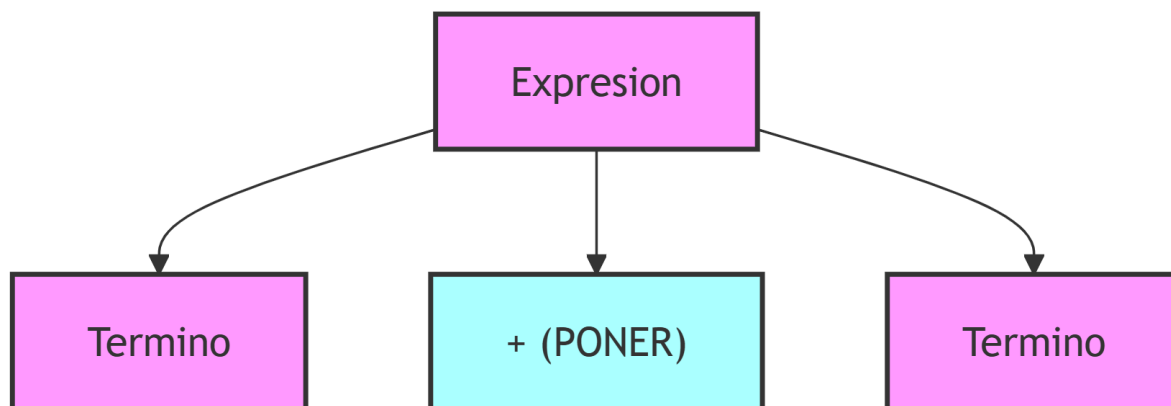 Expresion
Termino
+ (PONER)
Termino